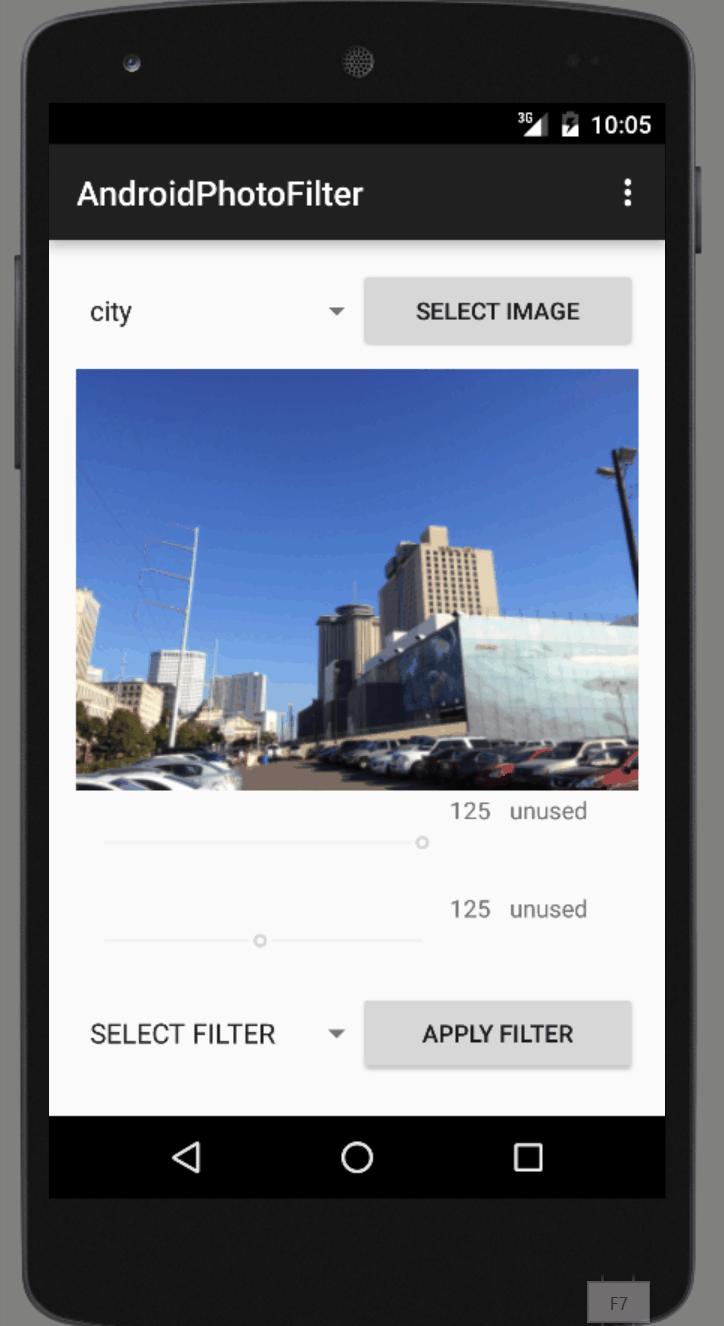 3G 10:05
AndroidPhotoFilter
city SELECT IMAGE
125 unused
125 unused
SELECT FILTER APPLY FILTER
F7